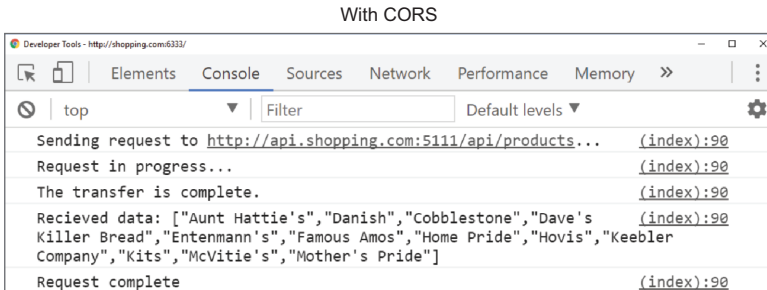 With CORS
Developer Tools - http://shopping.com:6333/
Elements Console Sources Network Performance Memory »
top ▼ Filter Default levels ▼
Sending request to http://api.shopping.com:5111/api/products... (index):90
Request in progress... (index):90
The transfer is complete. (index):90
Recieved data: ["Aunt Hattie's","Danish","Cobblestone","Dave's (index):90
Killer Bread","Entenmann's","Famous Amos","Home Pride","Hovis","Keebler
Company","Kits","McVitie's","Mother's Pride"]
Request complete (index):90